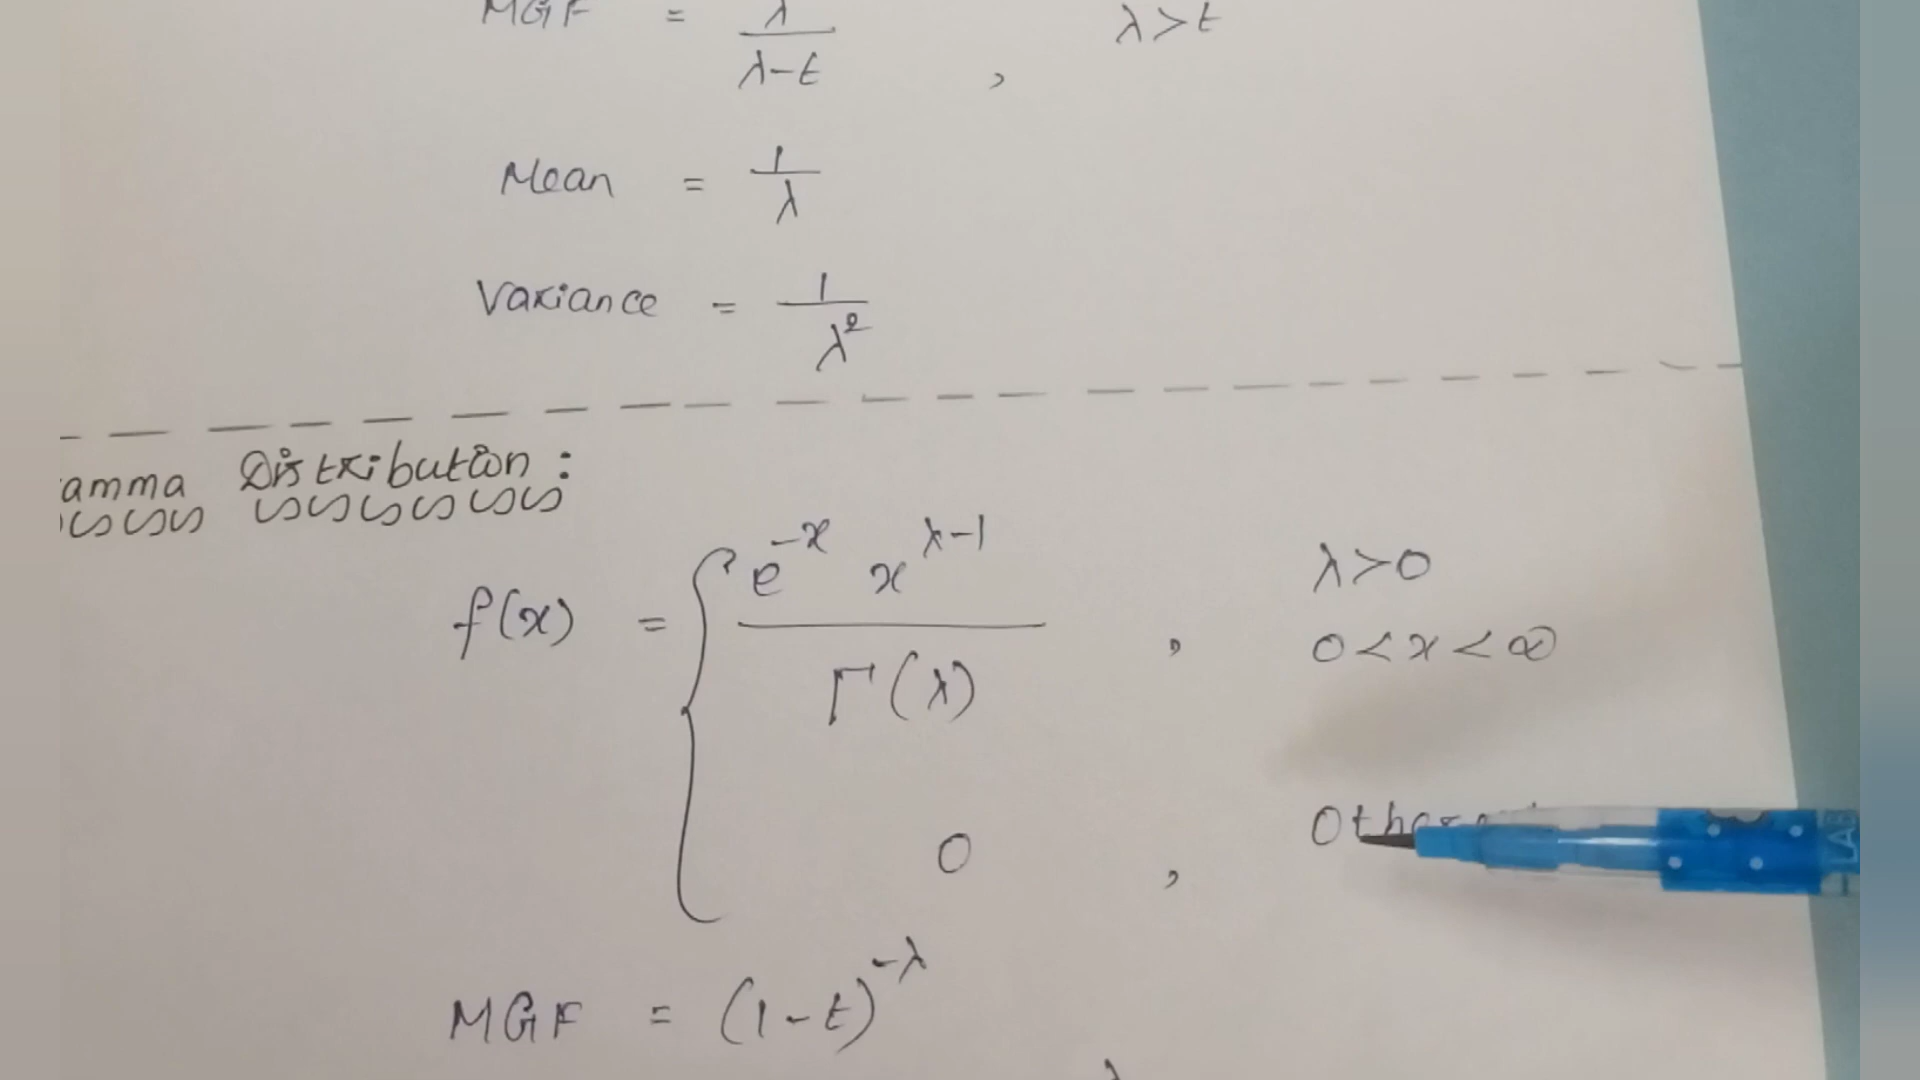 MGF = λ/(λ-t) , λ>t
Mean = 1/λ
Variance = 1/λ²
amma Distribution:
f(x) = { e^(-x) x^(λ-1) / Γ(λ) , λ>0
0<x<∞
0 ,
MGF = (1-t)^(-λ)